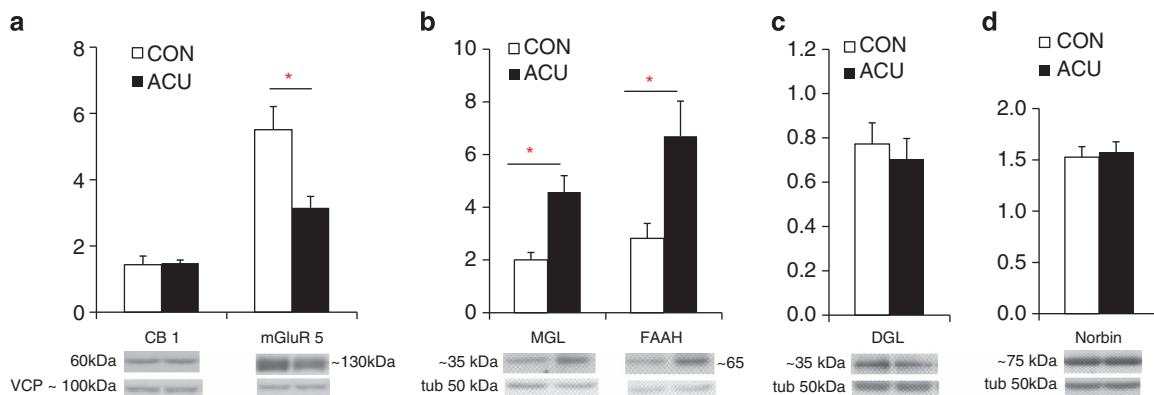 a
8
6
4
2
0
CON
ACU
*
CB 1
mGluR 5
60kDa
~130kDa
VCP ~ 100kDa
b
10
8
6
4
2
0
CON
ACU
*
*
MGL
FAAH
~35 kDa
~65
tub 50 kDa
c
1.2
1.0
0.8
0.6
0.4
0.2
0.0
CON
ACU
DGL
~35 kDa
tub 50kDa
d
CON
ACU
2.0
1.5
1.0
0.5
0.0
Norbin
~75 kDa
tub 50kDa